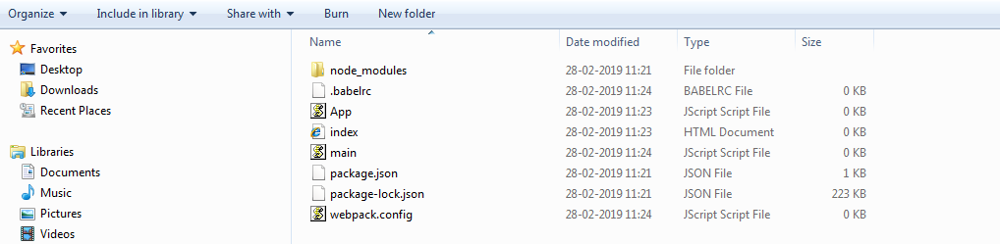 Organize Include in library Share with Burn New folder
Favorites
Desktop
Downloads
Recent Places
Libraries
Documents
Music
Pictures
Videos
Name Date modified Type Size
node_modules 28-02-2019 11:21 File folder
.babelrc 28-02-2019 11:24 BABELRC File 0 KB
App 28-02-2019 11:23 JScript Script File 0 KB
index 28-02-2019 11:23 HTML Document 0 KB
main 28-02-2019 11:24 JScript Script File 0 KB
package.json 28-02-2019 11:21 JSON File 1 KB
package-lock.json 28-02-2019 11:21 JSON File 223 KB
webpack.config 28-02-2019 11:24 JScript Script File 0 KB